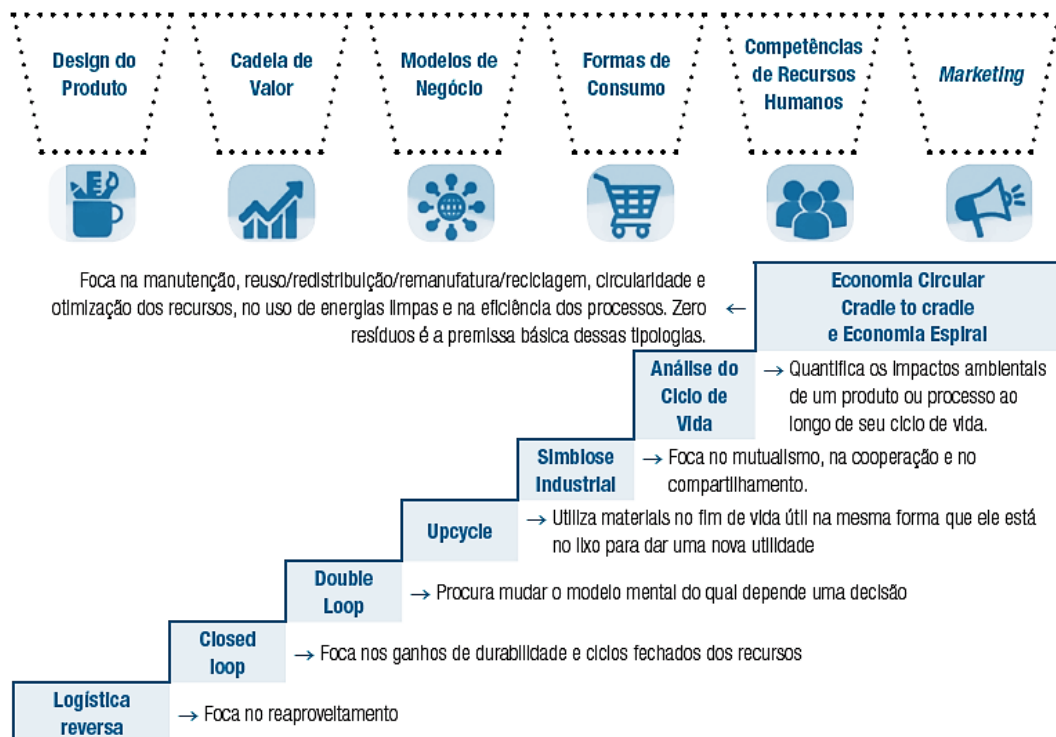 Design do
Produto
Cadeia de
Valor
Modelos de
Negócio
Formas de
Consumo
Competências
de Recursos
Humanos
Marketing
Foca na manutenção, reuso/redistribuição/remanufatura/reciclagem, circularidade e
otimização dos recursos, no uso de energias limpas e na eficiência dos processos. Zero
resíduos é a premissa básica dessas tipologias.
←
Economia Circular
Cradle to cradle
e Economia Espiral
Análise do
Ciclo de
Vida
→ Quantifica os impactos ambientais
de um produto ou processo ao
longo de seu ciclo de vida.
Simbiose
Industrial
→ Foca no mutualismo, na cooperação e no
compartilhamento.
Upcycle
→ Utiliza materiais no fim de vida útil na mesma forma que ele está
no lixo para dar uma nova utilidade
Double
Loop
→ Procura mudar o modelo mental do qual depende uma decisão
Closed
loop
→ Foca nos ganhos de durabilidade e ciclos fechados dos recursos
Logística
reversa
→ Foca no reaproveitamento